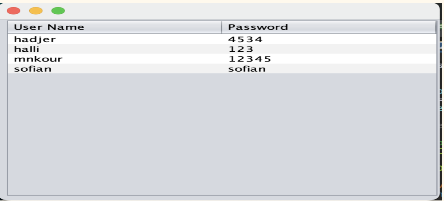 User Name Password
hadjer 4534
halli 123
mnkour 12345
sofian sofian